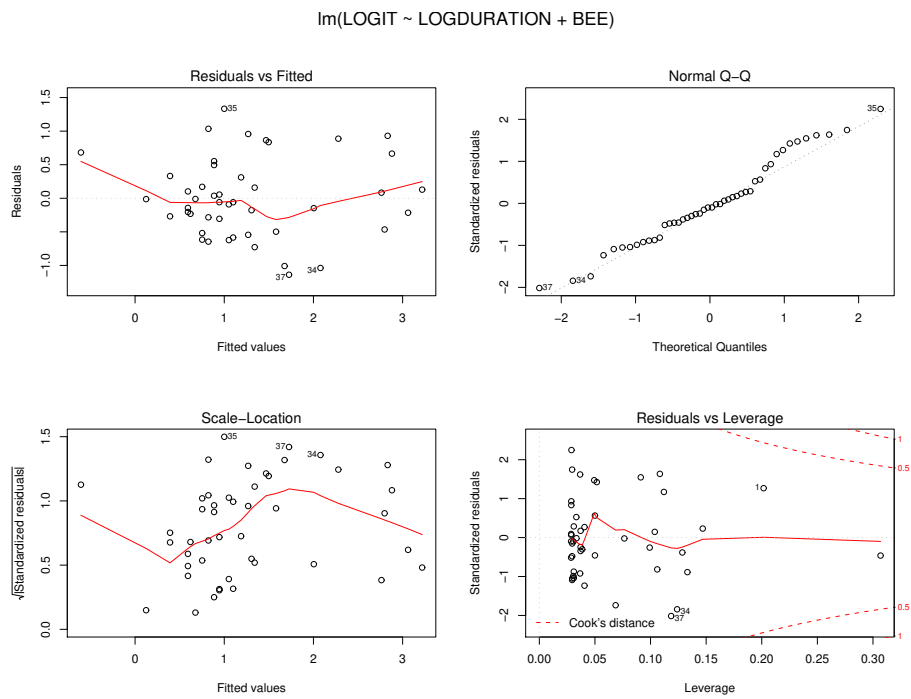 lm(LOGIT ~ LOGDURATION + BEE)
Residuals vs Fitted
Residuals
1.5
1.0
0.5
0.0
−1.0
35
37
34
0 1 2 3
Fitted values
Normal Q−Q
Standardized residuals
2
1
0
−1
−2
35
34
37
−2 −1 0 1 2
Theoretical Quantiles
Scale−Location
√|Standardized residuals|
1.5
1.0
0.5
0.0
35
37
34
0 1 2 3
Fitted values
Residuals vs Leverage
Standardized residuals
2
1
0
−1
−2
1
34
37
Cook's distance
1
0.5
0.5
1
0.00 0.05 0.10 0.15 0.20 0.25 0.30
Leverage